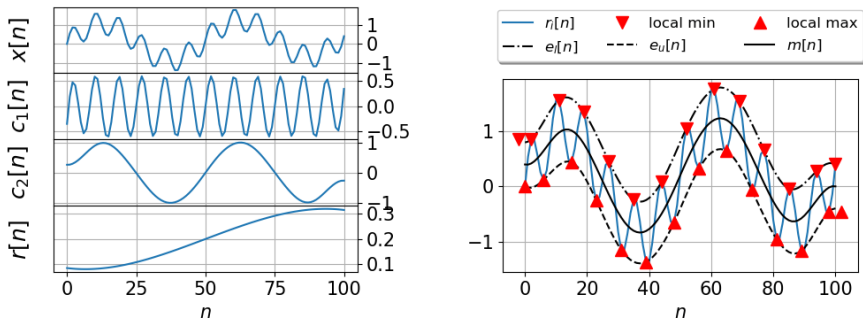 x[n]
1
0
−1
c₁[n]
0.5
0.0
−0.5
c₂[n]
1
0
−1
r[n]
0.3
0.2
0.1
0 25 50 75 100
n
rᵢ[n] local min local max
eₗ[n] eᵤ[n] m[n]
1
0
−1
0 20 40 60 80 100
n